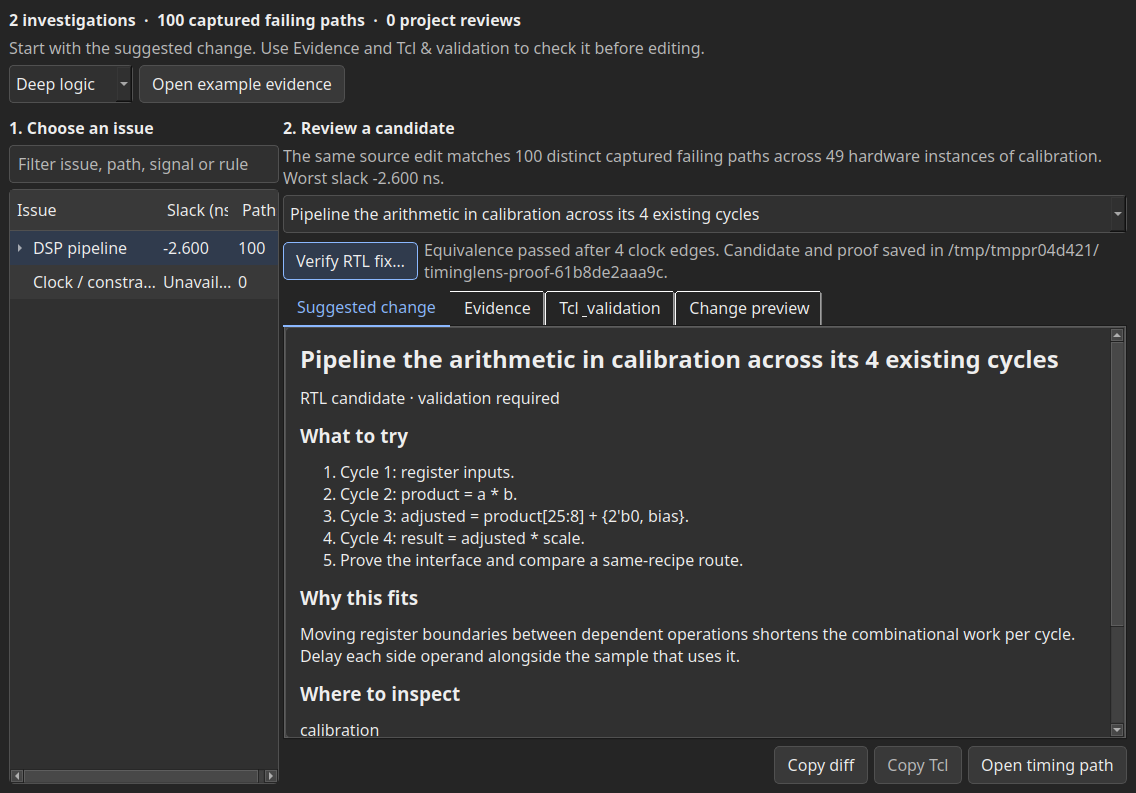 2 investigations · 100 captured failing paths · 0 project reviews
Start with the suggested change. Use Evidence and Tcl & validation to check it before editing.
Deep logic
Open example evidence
1. Choose an issue
Filter issue, path, signal or rule
Issue Slack (ns Path
DSP pipeline -2.600 100
Clock / constra... Unavail... 0
2. Review a candidate
The same source edit matches 100 distinct captured failing paths across 49 hardware instances of calibration.
Worst slack -2.600 ns.
Pipeline the arithmetic in calibration across its 4 existing cycles
Verify RTL fix...
Equivalence passed after 4 clock edges. Candidate and proof saved in /tmp/tmppr04d421/
timinglens-proof-61b8de2aaa9c.
Suggested change Evidence Tcl _validation Change preview
Pipeline the arithmetic in calibration across its 4 existing cycles
RTL candidate · validation required
What to try
1. Cycle 1: register inputs.
2. Cycle 2: product = a * b.
3. Cycle 3: adjusted = product[25:8] + {2'b0, bias}.
4. Cycle 4: result = adjusted * scale.
5. Prove the interface and compare a same-recipe route.
Why this fits
Moving register boundaries between dependent operations shortens the combinational work per cycle.
Delay each side operand alongside the sample that uses it.
Where to inspect
calibration
Copy diff Copy Tcl Open timing path